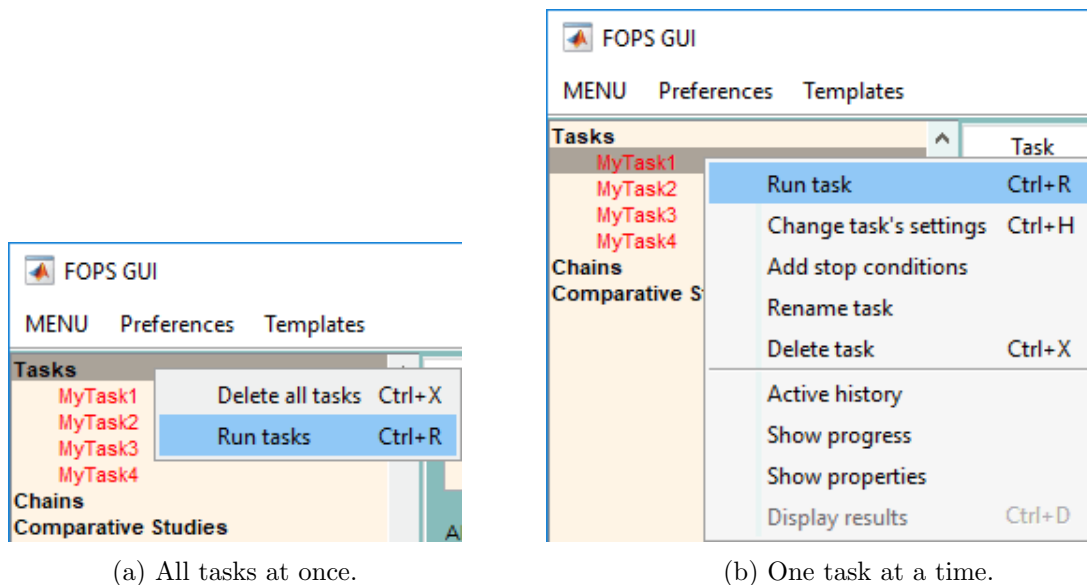 FOPS GUI
MENU Preferences Templates
Tasks
MyTask1
MyTask2
MyTask3
MyTask4
Chains
Comparative Studies
Delete all tasks Ctrl+X
Run tasks Ctrl+R
(a) All tasks at once.
FOPS GUI
MENU Preferences Templates
Tasks
MyTask1
MyTask2
MyTask3
MyTask4
Chains
Comparative S
Task
Run task Ctrl+R
Change task's settings Ctrl+H
Add stop conditions
Rename task
Delete task Ctrl+X
Active history
Show progress
Show properties
Display results Ctrl+D
(b) One task at a time.